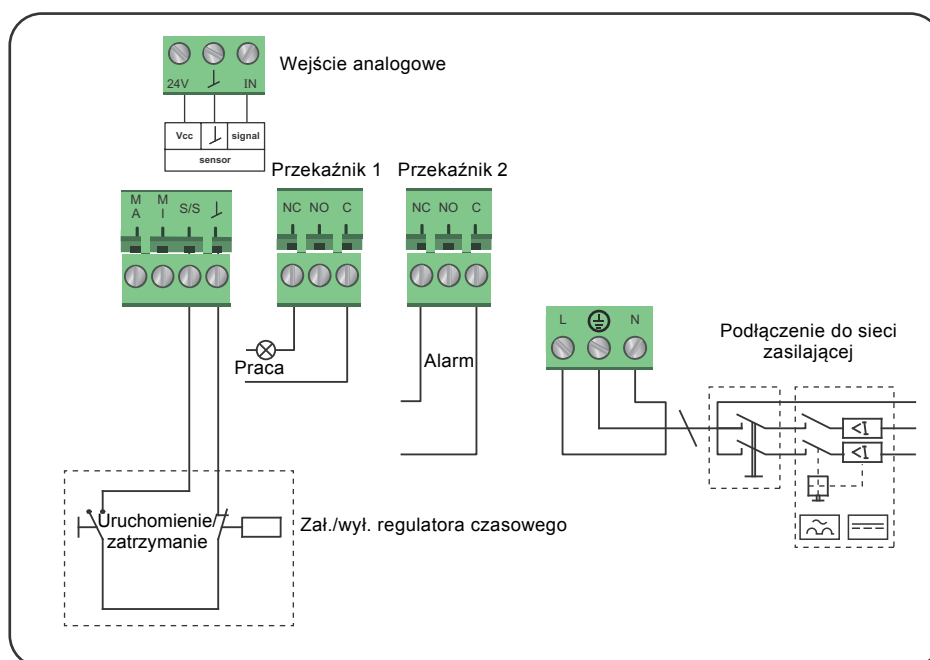 Wejście analogowe
24V IN
Vcc signal
sensor
Przekaźnik 1 Przekaźnik 2
M M
A I S/S
NC NO C
NC NO C
L N
Podłączenie do sieci
zasilającej
Praca
Alarm
<I
<I
Uruchomienie/
zatrzymanie
Zał./wył. regulatora czasowego